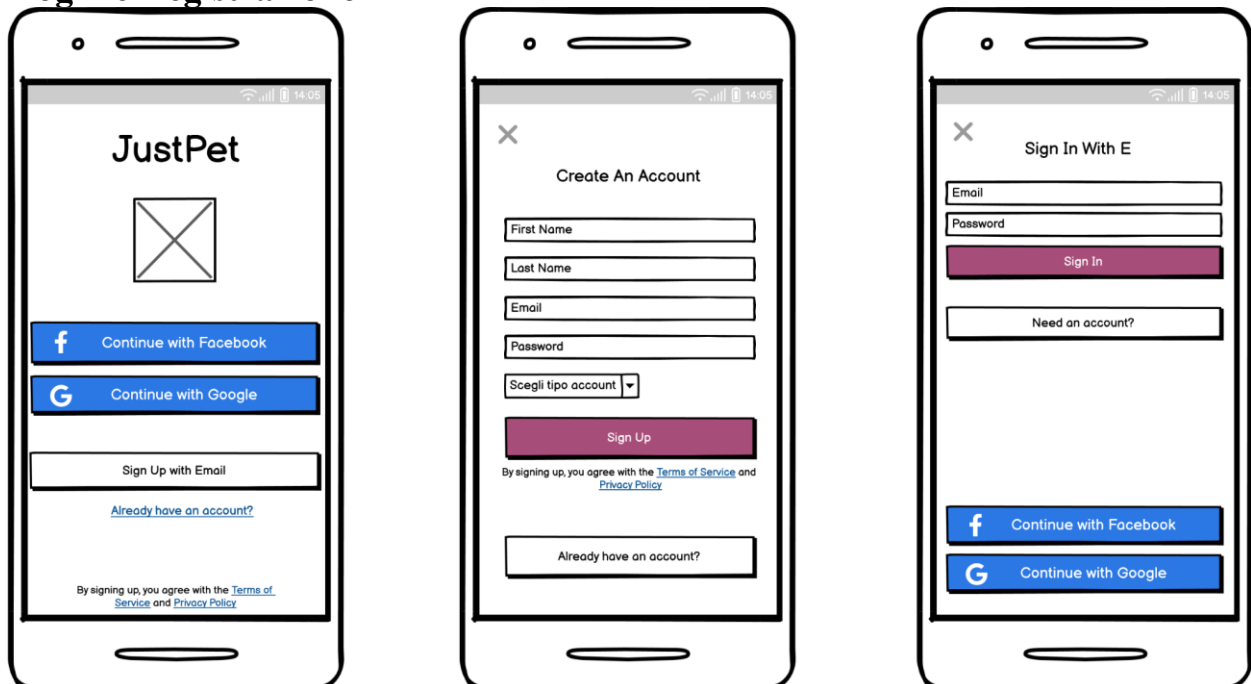 14:05
JustPet
Continue with Facebook
Continue with Google
Sign Up with Email
Already have an account?
By signing up, you agree with the Terms of
Service and Privacy Policy
14:05
Create An Account
First Name
Last Name
Email
Password
Scegli tipo account
Sign Up
By signing up, you agree with the Terms of Service and
Privacy Policy
Already have an account?
14:05
Sign In With E
Email
Password
Sign In
Need an account?
Continue with Facebook
Continue with Google